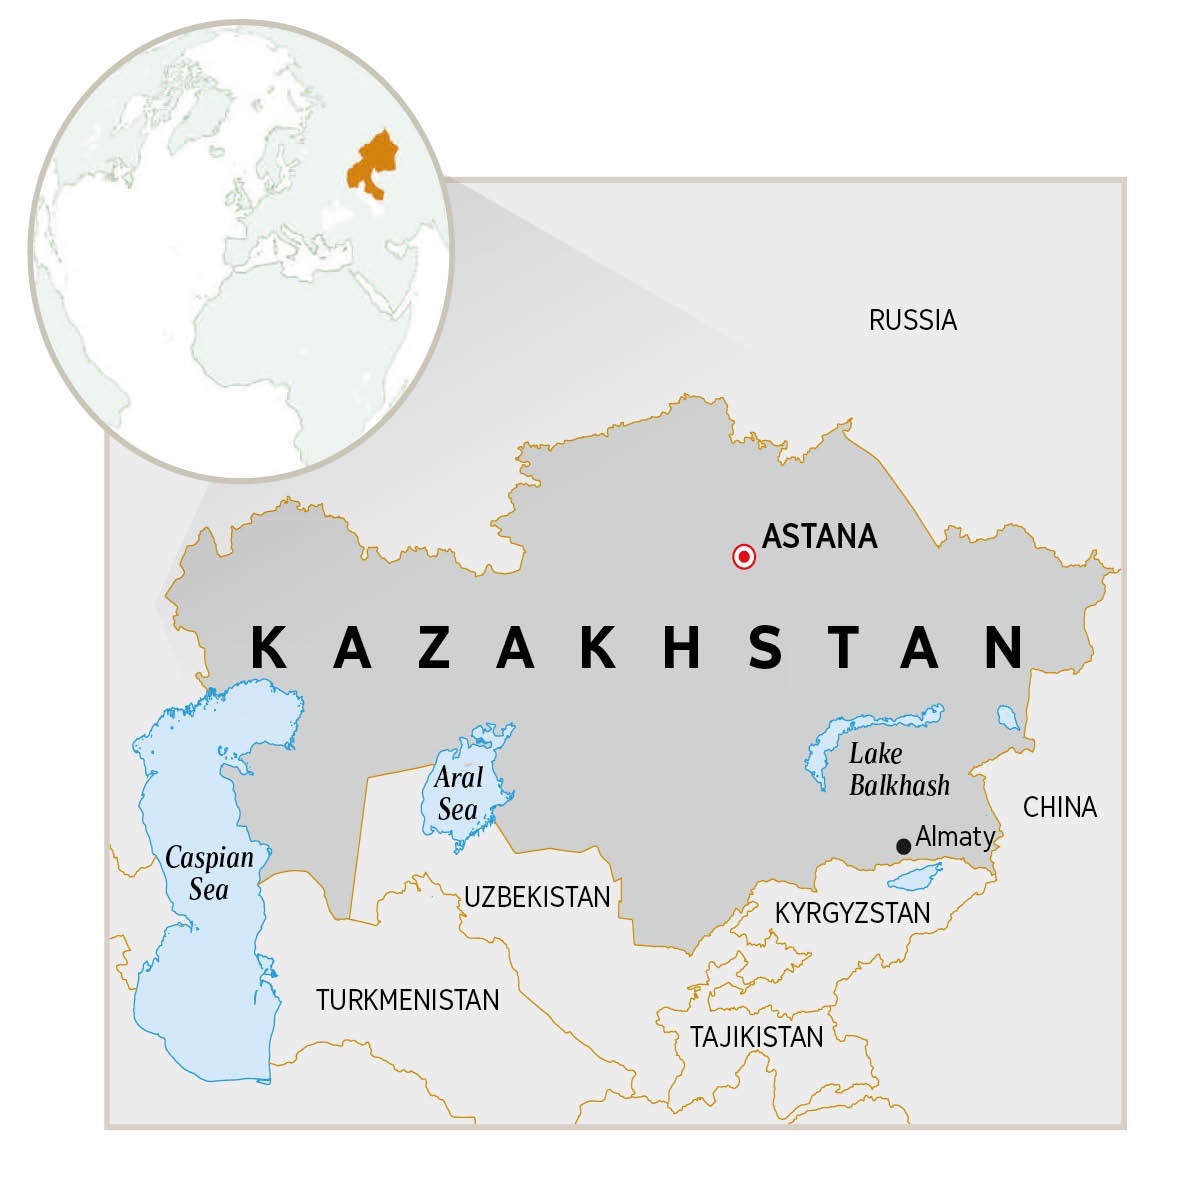 RUSSIA
ASTANA
KAZAKHSTAN
Lake
Balkhash
Aral
Sea
CHINA
Almaty
Caspian
Sea
UZBEKISTAN
KYRGYZSTAN
TURKMENISTAN
TAJIKISTAN